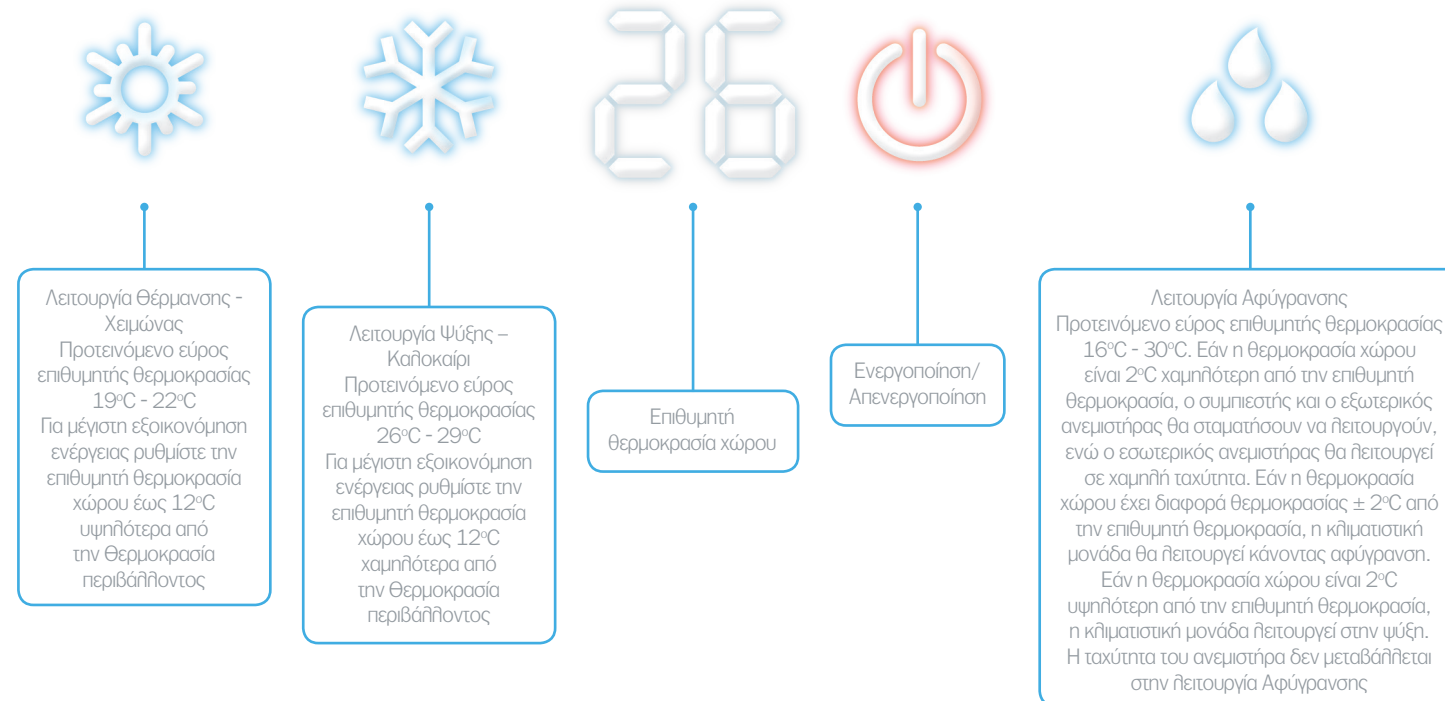 26
Λειτουργία Θέρμανσης -
Χειμώνας
Προτεινόμενο εύρος
επιθυμητής θερμοκρασίας
19°C - 22°C
Για μέγιστη εξοικονόμηση
ενέργειας ρυθμίστε την
επιθυμητή θερμοκρασία
χώρου έως 12°C
υψηλότερα από
την Θερμοκρασία
περιβάλλοντος
Λειτουργία Ψύξης –
Καλοκαίρι
Προτεινόμενο εύρος
επιθυμητής θερμοκρασίας
26°C - 29°C
Για μέγιστη εξοικονόμηση
ενέργειας ρυθμίστε την
επιθυμητή θερμοκρασία
χώρου έως 12°C
χαμηλότερα από
την Θερμοκρασία
περιβάλλοντος
Επιθυμητή
θερμοκρασία χώρου
Ενεργοποίηση/
Απενεργοποίηση
Λειτουργία Αφύγρανσης
Προτεινόμενο εύρος επιθυμητής θερμοκρασίας
16°C - 30°C. Εάν η θερμοκρασία χώρου
είναι 2°C χαμηλότερη από την επιθυμητή
θερμοκρασία, ο συμπιεστής και ο εξωτερικός
ανεμιστήρας θα σταματήσουν να λειτουργούν,
ενώ ο εσωτερικός ανεμιστήρας θα λειτουργεί
σε χαμηλή ταχύτητα. Εάν η θερμοκρασία
χώρου έχει διαφορά θερμοκρασίας ± 2°C από
την επιθυμητή θερμοκρασία, η κλιματιστική
μονάδα θα λειτουργεί κάνοντας αφύγρανση.
Εάν η θερμοκρασία χώρου είναι 2°C
υψηλότερη από την επιθυμητή θερμοκρασία,
η κλιματιστική μονάδα λειτουργεί στην ψύξη.
Η ταχύτητα του ανεμιστήρα δεν μεταβάλλεται
στην λειτουργία Αφύγρανσης